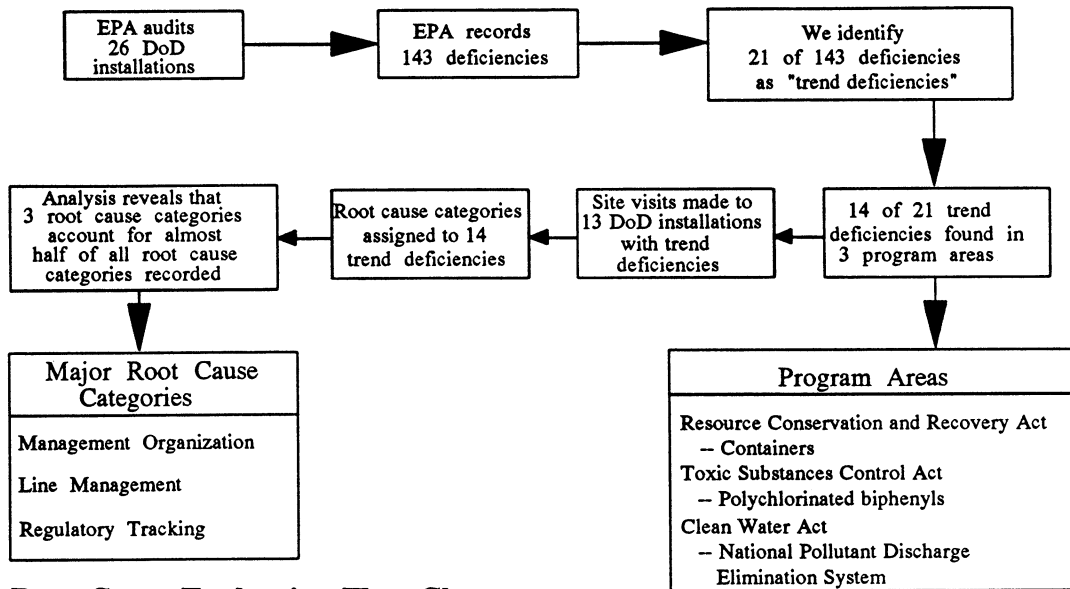 EPA audits
26 DoD
installations
EPA records
143 deficiencies
We identify
21 of 143 deficiencies
as "trend deficiencies"
14 of 21 trend
deficiencies found in
3 program areas
Site visits made to
13 DoD installations
with trend
deficiencies
Root cause categories
assigned to 14
trend deficiencies
Analysis reveals that
3 root cause categories
account for almost
half of all root cause
categories recorded
Major Root Cause
Categories
Management Organization
Line Management
Regulatory Tracking
Program Areas
Resource Conservation and Recovery Act
-- Containers
Toxic Substances Control Act
-- Polychlorinated biphenyls
Clean Water Act
-- National Pollutant Discharge
Elimination System